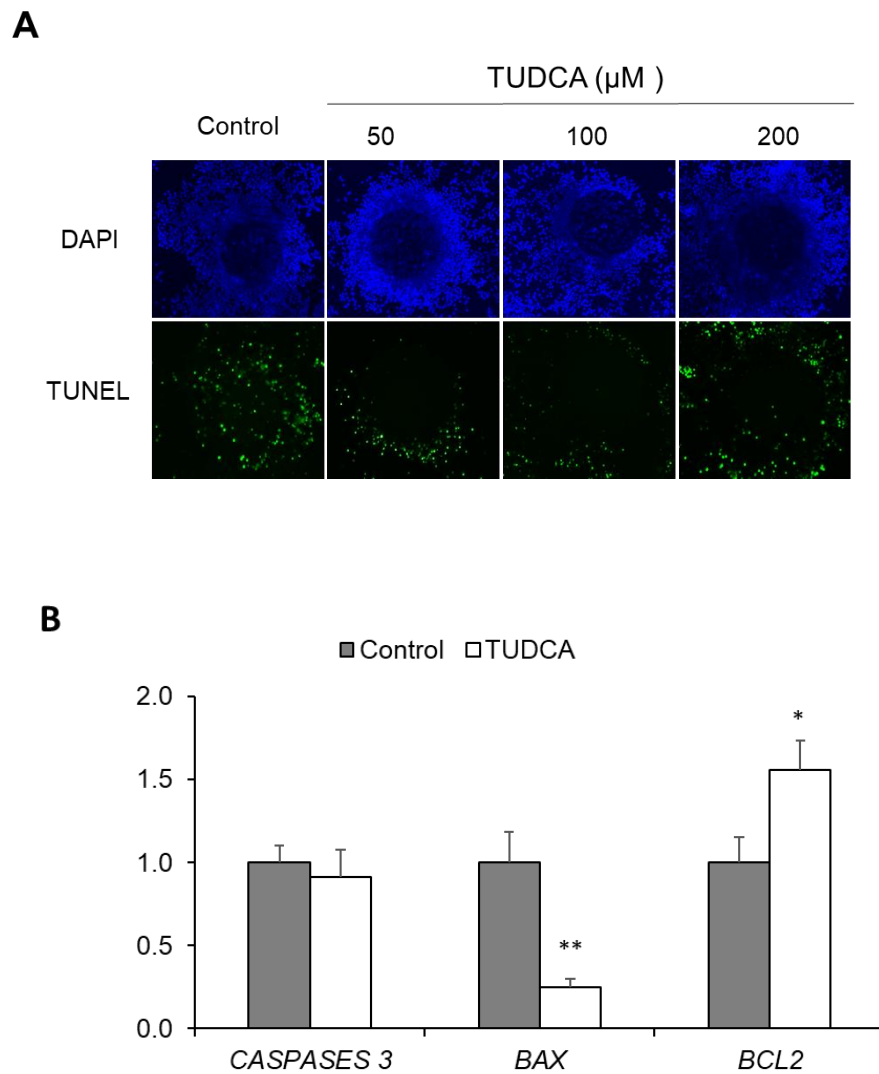 A
TUDCA (µM )
Control 50 100 200
DAPI
TUNEL
B
Control TUDCA
2.0
*
1.5
1.0
0.5
**
0.0
CASPASES 3 BAX BCL2